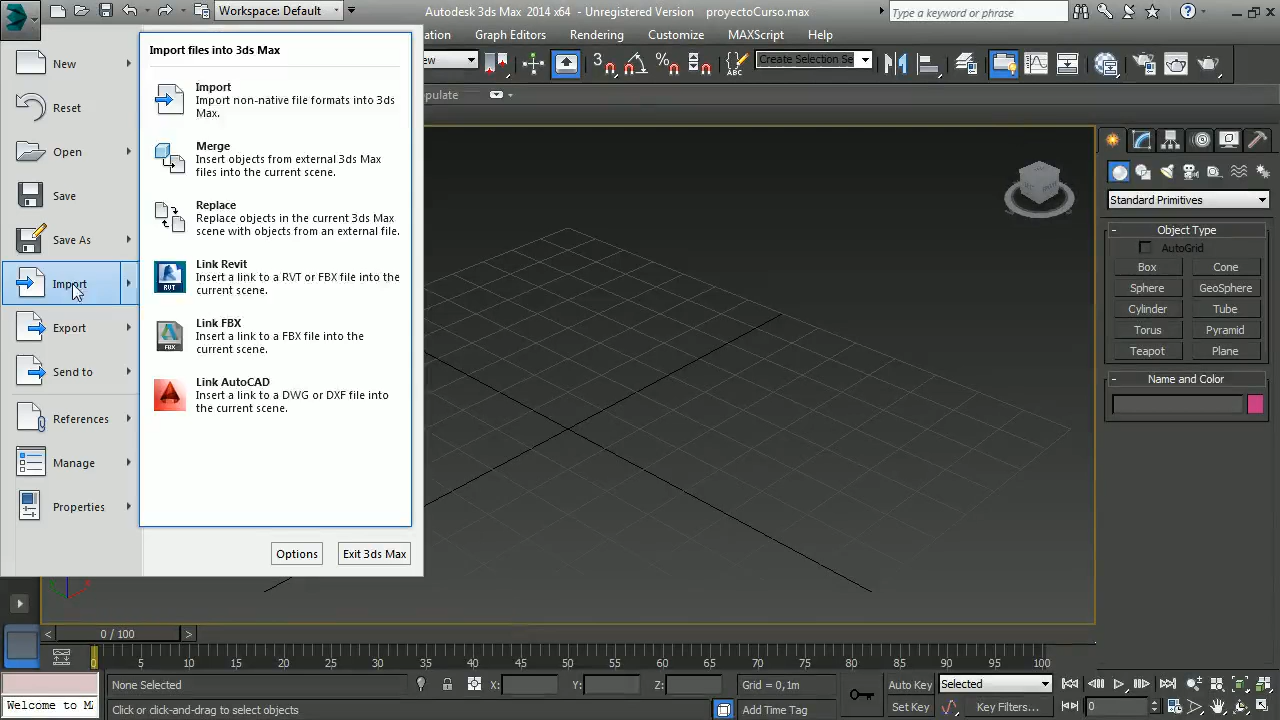 Workspace: Default
Autodesk 3ds Max 2014 x64 - Unregistered Version proyectoCurso.max
Type a keyword or phrase
Graph Editors Rendering Customize MAXScript Help
Create Selection Se
New
Reset
Open
Save
Save As
Import
Export
Send to
References
Manage
Properties
Import files into 3ds Max
Import
Import non-native file formats into 3ds
Max.
Merge
Insert objects from external 3ds Max
files into the current scene.
Replace
Replace objects in the current 3ds Max
scene with objects from an external file.
Link Revit
Insert a link to a RVT or FBX file into the
current scene.
Link FBX
Insert a link to a FBX file into the
current scene.
Link AutoCAD
Insert a link to a DWG or DXF file into
the current scene.
Options Exit 3ds Max
Standard Primitives
Object Type
AutoGrid
Box Cone
Sphere GeoSphere
Cylinder Tube
Torus Pyramid
Teapot Plane
Name and Color
0 / 100
0 5 10 15 20 25 30 35 40 45 50 55 60 65 70 75 80 85 90 95 100
None Selected X: Y: Z: Grid = 0,1m Auto Key Selected
Welcome to Click or click-and-drag to select objects Add Time Tag Set Key Key Filters... 0